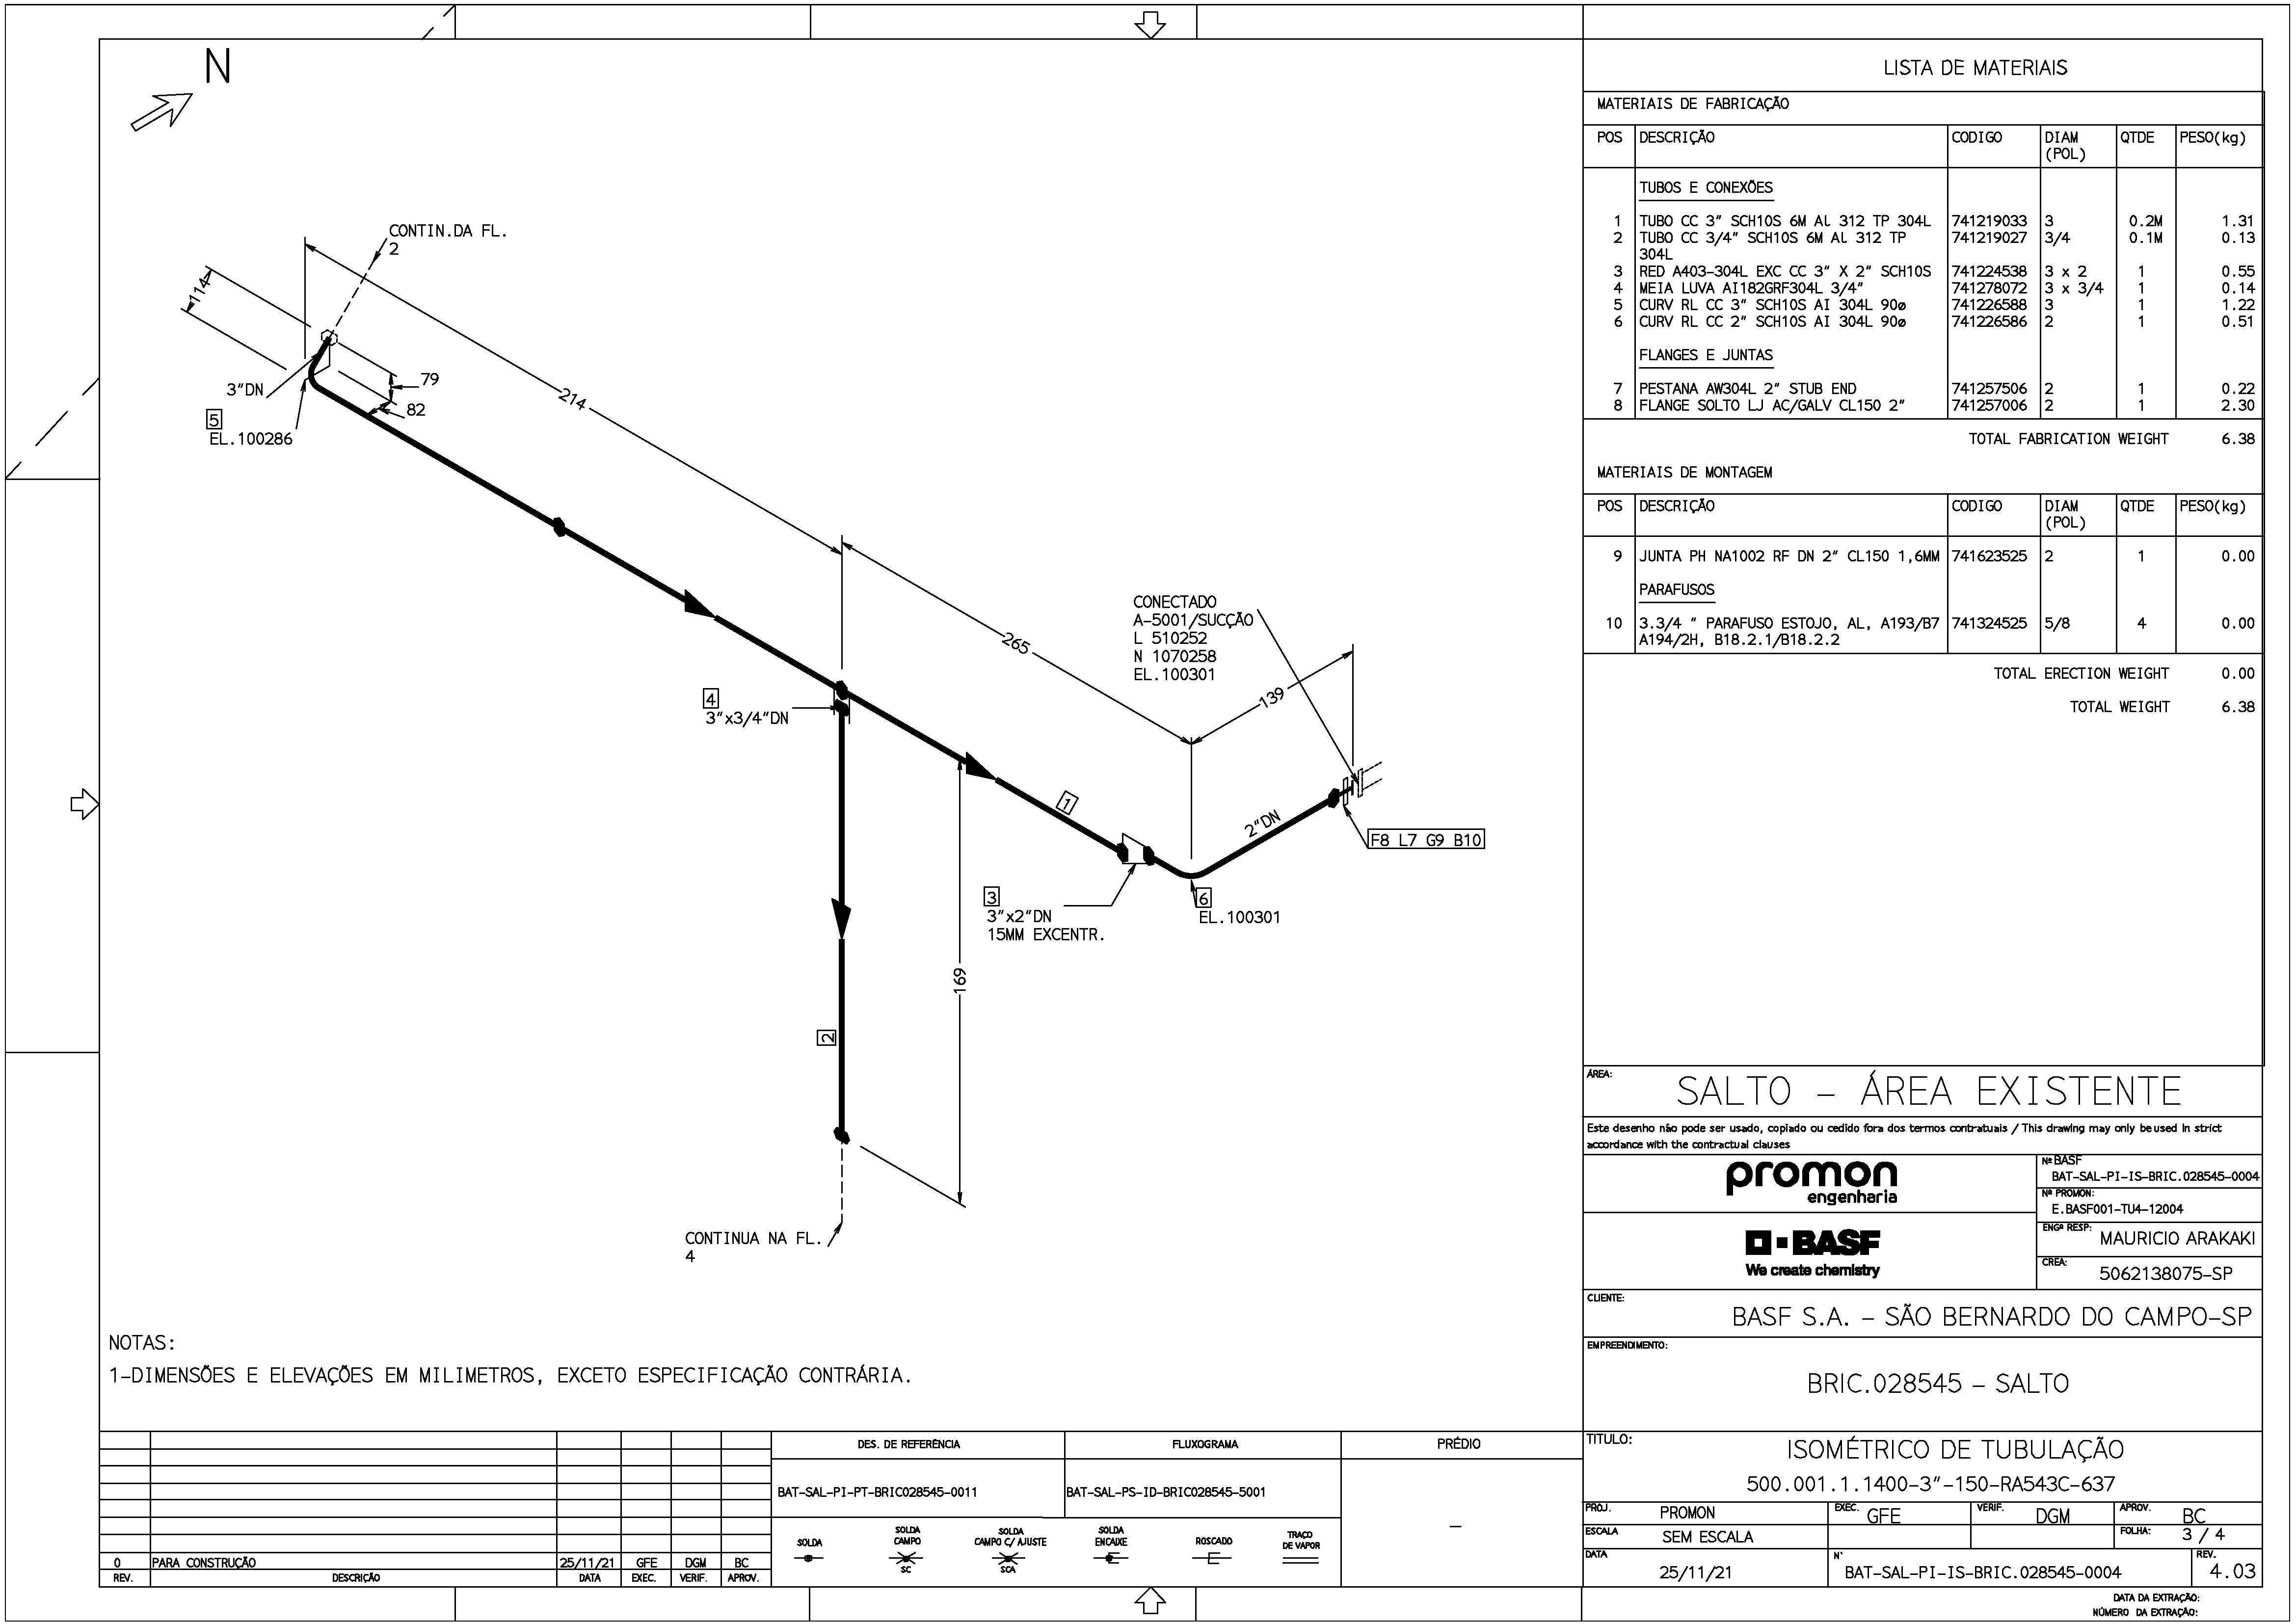 N
CONTIN.DA FL.
2
114
3"DN
79
82
5
EL.100286
214
265
CONECTADO
A-5001/SUCÇÃO
L 510252
N 1070258
EL.100301
139
4
3"x3/4"DN
1
2"DN
F8 L7 G9 B10
3
3"x2"DN
15MM EXCENTR.
6
EL.100301
169
2
CONTINUA NA FL.
4
NOTAS:
1-DIMENSÕES E ELEVAÇÕES EM MILIMETROS, EXCETO ESPECIFICAÇÃO CONTRÁRIA.
LISTA DE MATERIAIS
MATERIAIS DE FABRICAÇÃO
POS DESCRIÇÃO CODIGO DIAM QTDE PESO(kg)
(POL)
TUBOS E CONEXÕES
1 TUBO CC 3" SCH10S 6M AL 312 TP 304L 741219033 3 0.2M 1.31
2 TUBO CC 3/4" SCH10S 6M AL 312 TP 741219027 3/4 0.1M 0.13
304L
3 RED A403-304L EXC CC 3" X 2" SCH10S 741224538 3 x 2 1 0.55
4 MEIA LUVA AI182GRF304L 3/4" 741278072 3 x 3/4 1 0.14
5 CURV RL CC 3" SCH10S AI 304L 90ø 741226588 3 1 1.22
6 CURV RL CC 2" SCH10S AI 304L 90ø 741226586 2 1 0.51
FLANGES E JUNTAS
7 PESTANA AW304L 2" STUB END 741257506 2 1 0.22
8 FLANGE SOLTO LJ AC/GALV CL150 2" 741257006 2 1 2.30
TOTAL FABRICATION WEIGHT 6.38
MATERIAIS DE MONTAGEM
POS DESCRIÇÃO CODIGO DIAM QTDE PESO(kg)
(POL)
9 JUNTA PH NA1002 RF DN 2" CL150 1,6MM 741623525 2 1 0.00
PARAFUSOS
10 3.3/4 " PARAFUSO ESTOJO, AL, A193/B7 741324525 5/8 4 0.00
A194/2H, B18.2.1/B18.2.2
TOTAL ERECTION WEIGHT 0.00
TOTAL WEIGHT 6.38
ÁREA:
SALTO - ÁREA EXISTENTE
Este desenho não pode ser usado, copiado ou cedido fora dos termos contratuais / This drawing may only be used in strict
accordance with the contractual clauses
promon
engenharia
Nº BASF
BAT-SAL-PI-IS-BRIC.028545-0004
Nº PROMON:
E.BASF001-TU4-12004
BASF
We create chemistry
ENGº RESP:
MAURICIO ARAKAKI
CREA:
5062138075-SP
CLIENTE:
BASF S.A. - SÃO BERNARDO DO CAMPO-SP
EMPREENDIMENTO:
BRIC.028545 - SALTO
TITULO:
ISOMÉTRICO DE TUBULAÇÃO
500.001.1.1400-3"-150-RA543C-637
PROJ. PROMON EXEC. GFE VERIF. DGM APROV. BC
ESCALA SEM ESCALA FOLHA: 3 / 4
DATA 25/11/21 N° BAT-SAL-PI-IS-BRIC.028545-0004 REV. 4.03
DATA DA EXTRAÇÃO:
NÚMERO DA EXTRAÇÃO:
0 PARA CONSTRUÇÃO 25/11/21 GFE DGM BC
REV. DESCRIÇÃO DATA EXEC. VERIF. APROV.
DES. DE REFERÊNCIA FLUXOGRAMA PRÉDIO
BAT-SAL-PI-PT-BRIC028545-0011 BAT-SAL-PS-ID-BRIC028545-5001 -
SOLDA
SOLDA
CAMPO
SC
SOLDA
CAMPO C/ AJUSTE
SCA
SOLDA
ENCAIXE
ROSCADO
TRAÇO
DE VAPOR